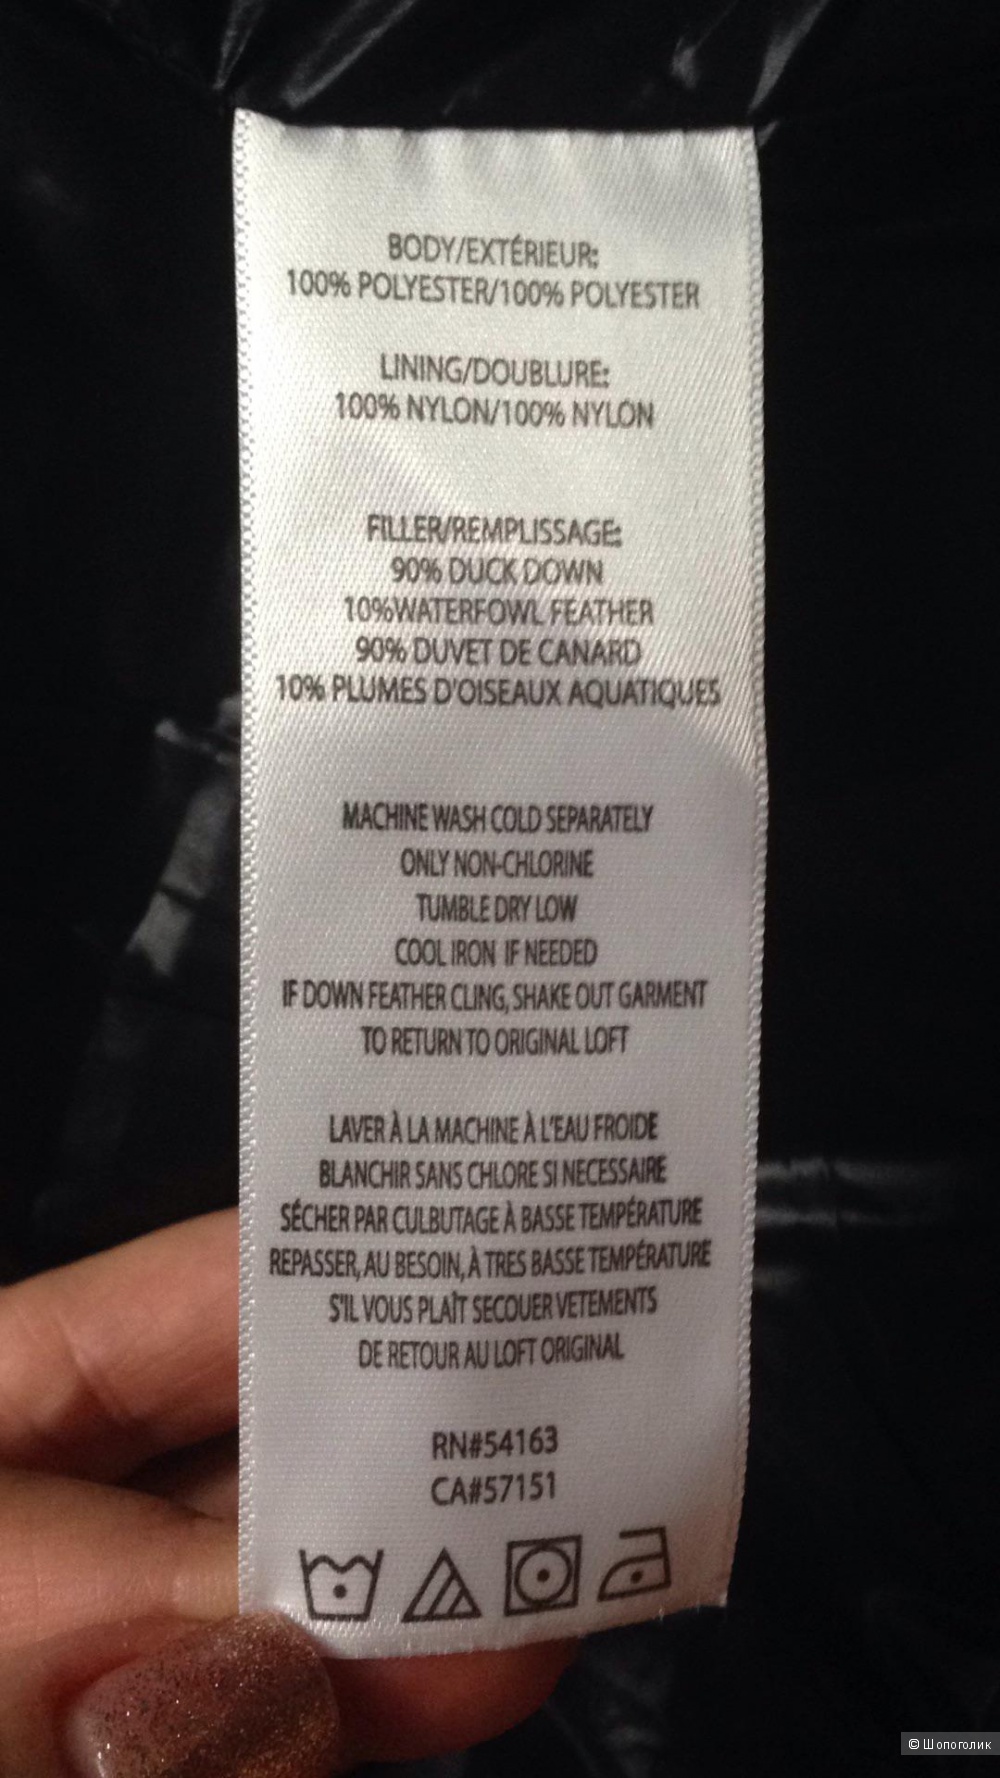 BODY/EXTÉRIEUR:
100% POLYESTER/100% POLYESTER
LINING/DOUBLURE:
100% NYLON/100% NYLON
FILLER/REMPLISSAGE:
90% DUCK DOWN
10%WATERFOWL FEATHER
90% DUVET DE CANARD
10% PLUMES D'OISEAUX AQUATIQUES
MACHINE WASH COLD SEPARATELY
ONLY NON-CHLORINE
TUMBLE DRY LOW
COOL IRON IF NEEDED
IF DOWN FEATHER CLING, SHAKE OUT GARMENT
TO RETURN TO ORIGINAL LOFT
LAVER À LA MACHINE À L'EAU FROIDE
BLANCHIR SANS CHLORE SI NECESSAIRE
SÉCHER PAR CULBUTAGE À BASSE TEMPÉRATURE
REPASSER, AU BESOIN, À TRES BASSE TEMPÉRATURE
S'IL VOUS PLAÎT SECOUER VETEMENTS
DE RETOUR AU LOFT ORIGINAL
RN#54163
CA#57151
© Шопоголик